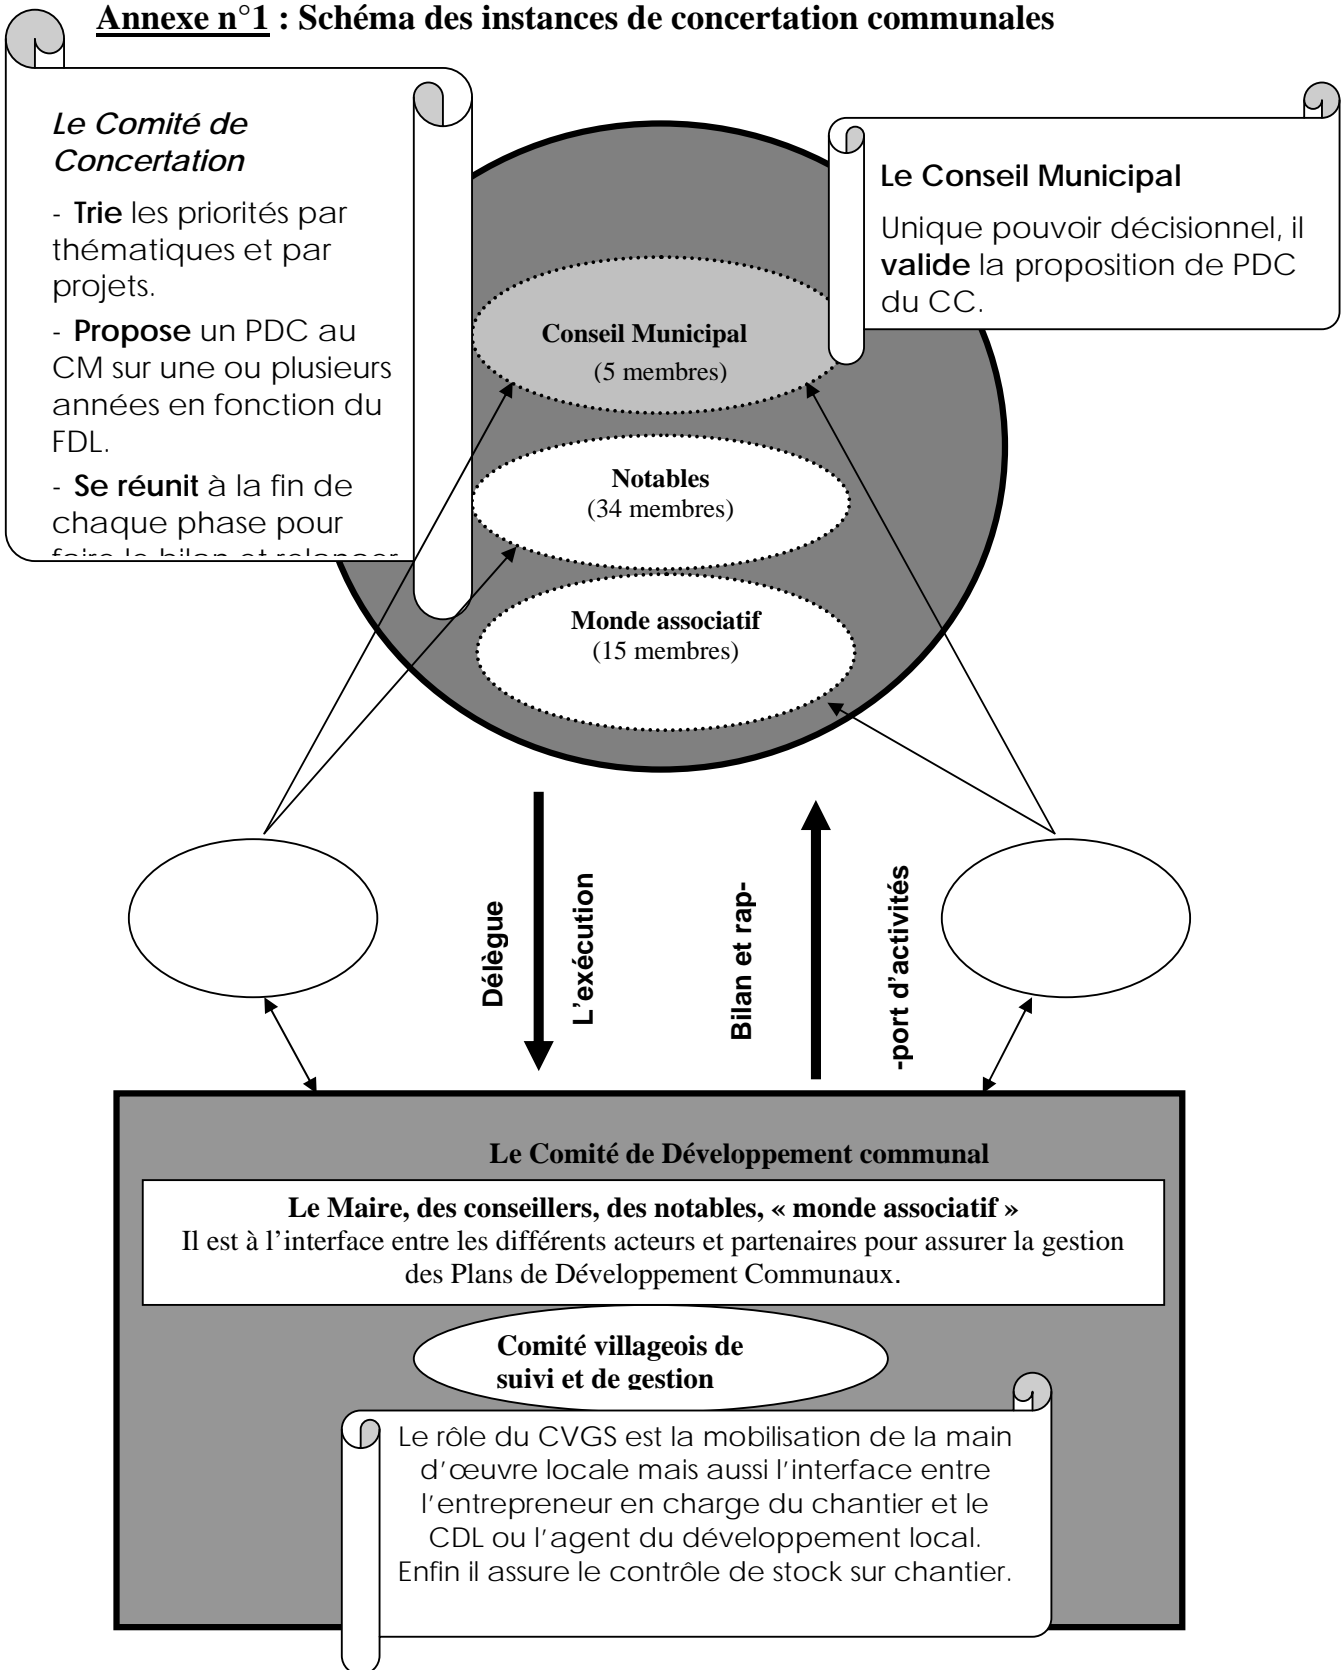 Annexe n°1 : Schéma des instances de concertation communales
Le Comité de
Concertation
- Trie les priorités par
thématiques et par
projets.
- Propose un PDC au
CM sur une ou plusieurs
années en fonction du
FDL.
- Se réunit à la fin de
chaque phase pour
faire le bilan et relancer
Le Conseil Municipal
Unique pouvoir décisionnel, il
valide la proposition de PDC
du CC.
Conseil Municipal
(5 membres)
Notables
(34 membres)
Monde associatif
(15 membres)
Délègue
L'exécution
Bilan et rap-
-port d'activités
Le Comité de Développement communal
Le Maire, des conseillers, des notables, « monde associatif »
Il est à l'interface entre les différents acteurs et partenaires pour assurer la gestion
des Plans de Développement Communaux.
Comité villageois de
suivi et de gestion
Le rôle du CVGS est la mobilisation de la main
d'œuvre locale mais aussi l'interface entre
l'entrepreneur en charge du chantier et le
CDL ou l'agent du développement local.
Enfin il assure le contrôle de stock sur chantier.